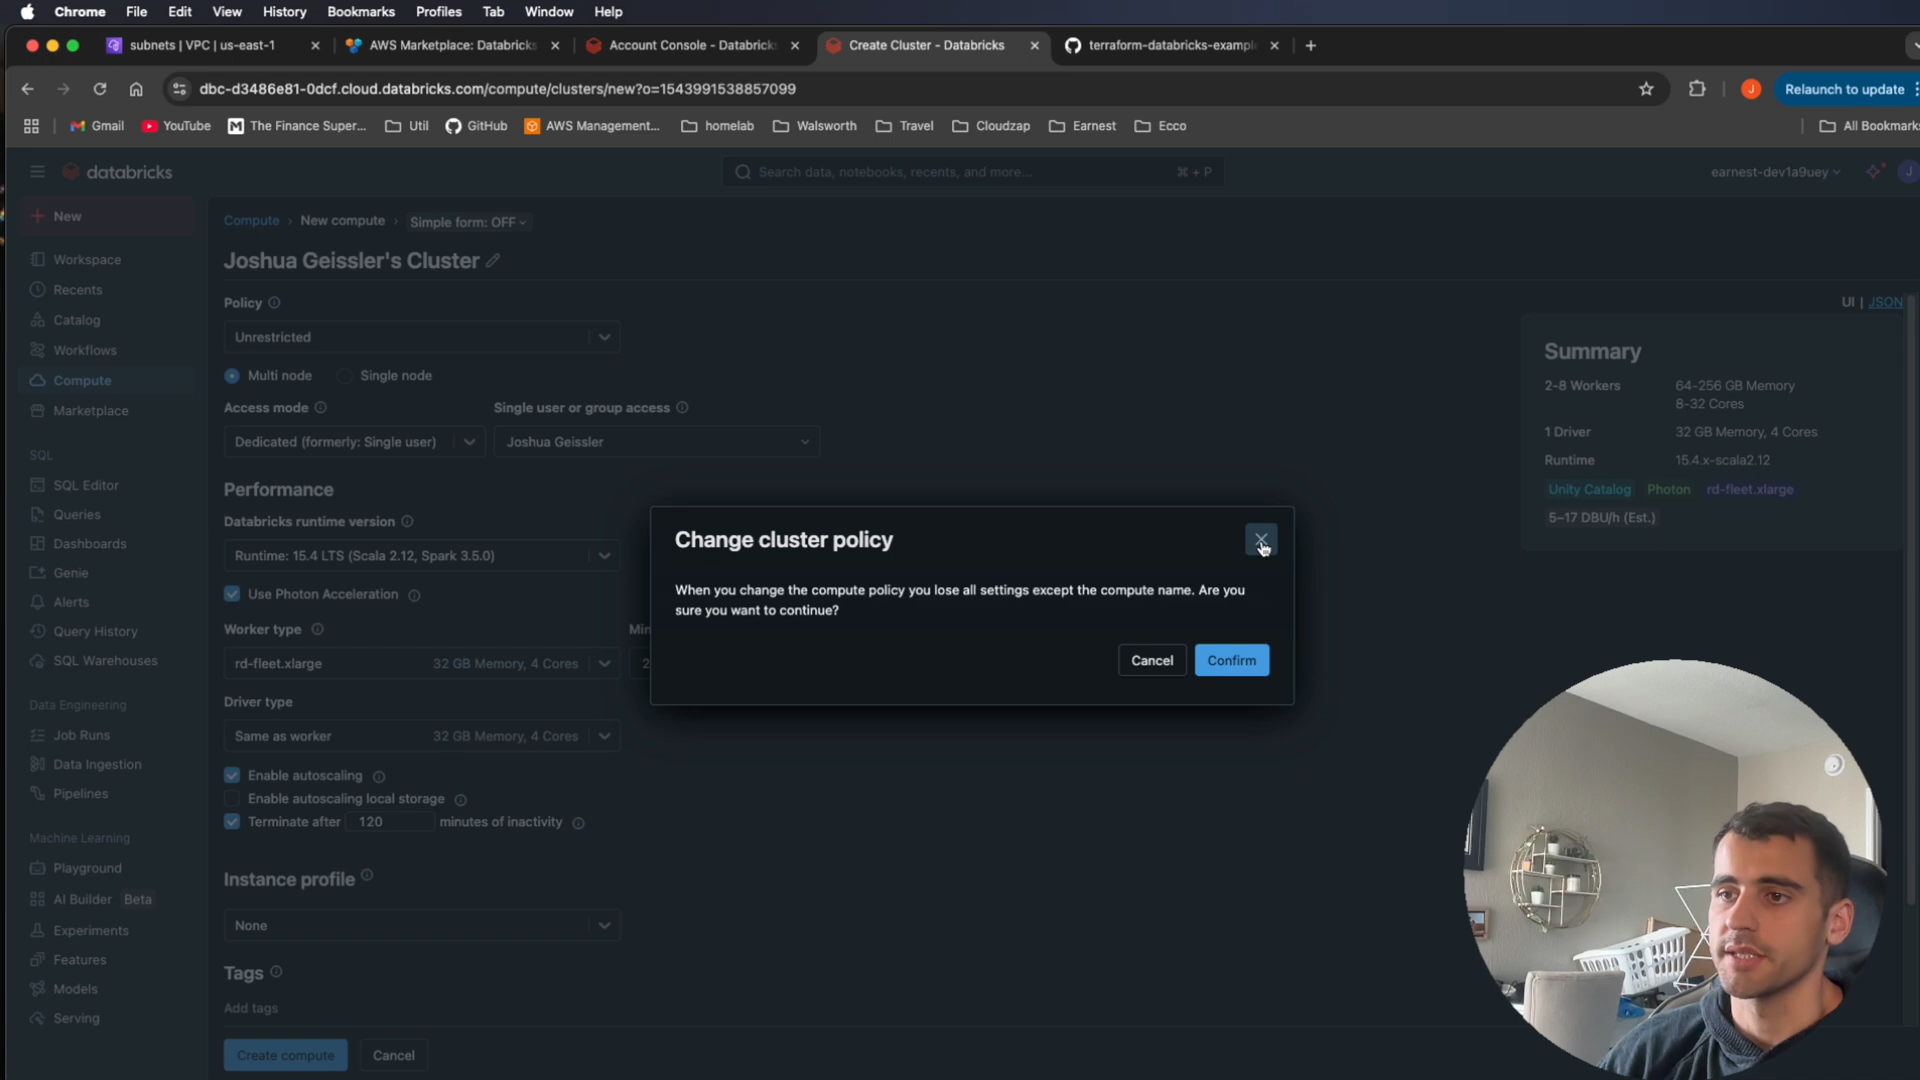 Chrome File Edit View History Bookmarks Profiles Tab Window Help
subnets | VPC | us-east-1
AWS Marketplace: Databricks
Account Console - Databricks
Create Cluster - Databricks
terraform-databricks-exampl
dbc-d3486e81-0dcf.cloud.databricks.com/compute/clusters/new?o=1543991538857099
J
Relaunch to update
Gmail YouTube The Finance Super... Util GitHub AWS Management... homelab Walsworth Travel Cloudzap Earnest Ecco
All Bookmarks
databricks
Search data, notebooks, recents, and more...
⌘ + P
earnest-dev1a9uey
J
New
Workspace
Recents
Catalog
Workflows
Compute
Marketplace
SQL
SQL Editor
Queries
Dashboards
Genie
Alerts
Query History
SQL Warehouses
Data Engineering
Job Runs
Data Ingestion
Pipelines
Machine Learning
Playground
AI Builder Beta
Experiments
Features
Models
Serving
Compute › New compute › Simple form: OFF
Joshua Geissler's Cluster
Policy
Unrestricted
Multi node Single node
Access mode Single user or group access
Dedicated (formerly: Single user) Joshua Geissler
Performance
Databricks runtime version
Runtime: 15.4 LTS (Scala 2.12, Spark 3.5.0)
Use Photon Acceleration
Worker type Min
rd-fleet.xlarge 32 GB Memory, 4 Cores 2
Driver type
Same as worker 32 GB Memory, 4 Cores
Enable autoscaling
Enable autoscaling local storage
Terminate after 120 minutes of inactivity
Instance profile
None
Tags
Add tags
Create compute Cancel
Change cluster policy
When you change the compute policy you lose all settings except the compute name. Are you
sure you want to continue?
Cancel Confirm
UI | JSON
Summary
2-8 Workers 64-256 GB Memory
8-32 Cores
1 Driver 32 GB Memory, 4 Cores
Runtime 15.4.x-scala2.12
Unity Catalog Photon rd-fleet.xlarge
5–17 DBU/h (Est.)